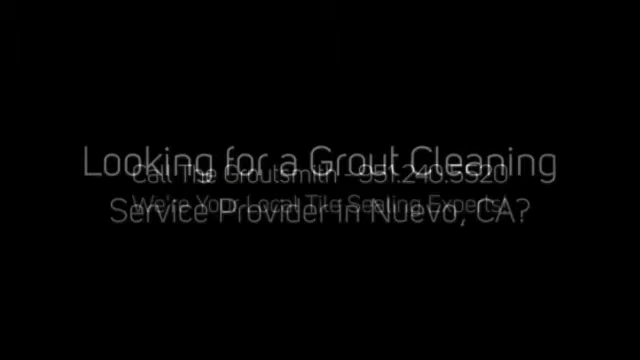 Looking for a Grout Cleaning
Call The Groutsmith - 951.240.5520
We're Your Local Tile Sealing Experts!
Service Provider in Nuevo, CA?